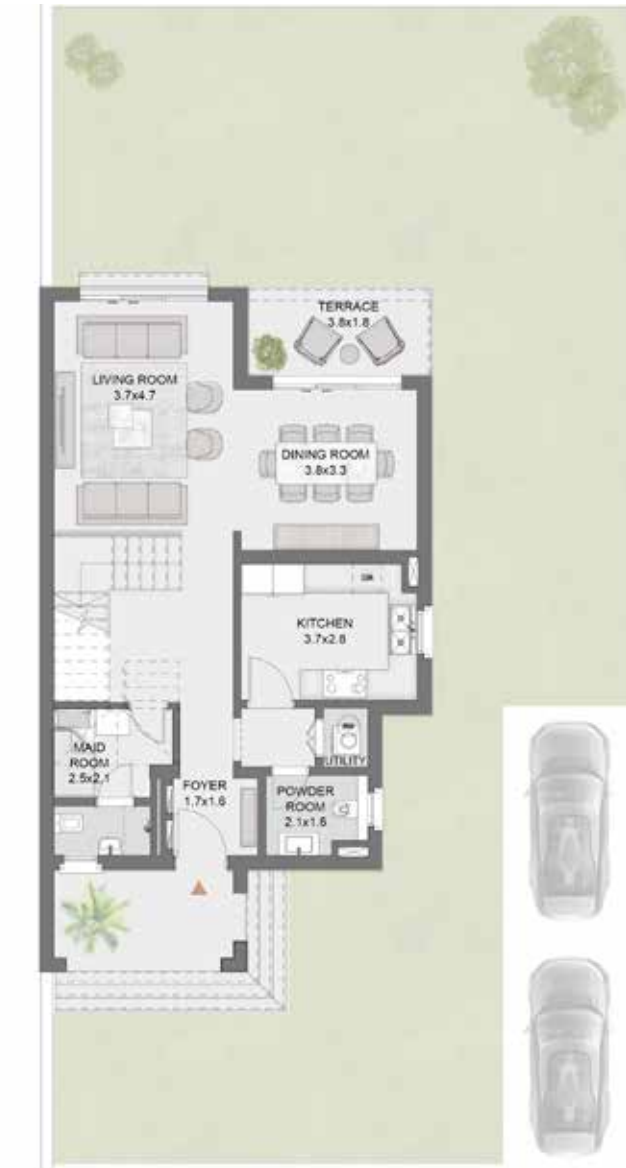 TERRACE
3.8x1.8
LIVING ROOM
3.7x4.7
DINING ROOM
3.8x3.3
KITCHEN
3.7x2.8
MAID
ROOM
2.5x2.1
UTILITY
FOYER
1.7x1.6
POWDER
ROOM
2.1x1.6